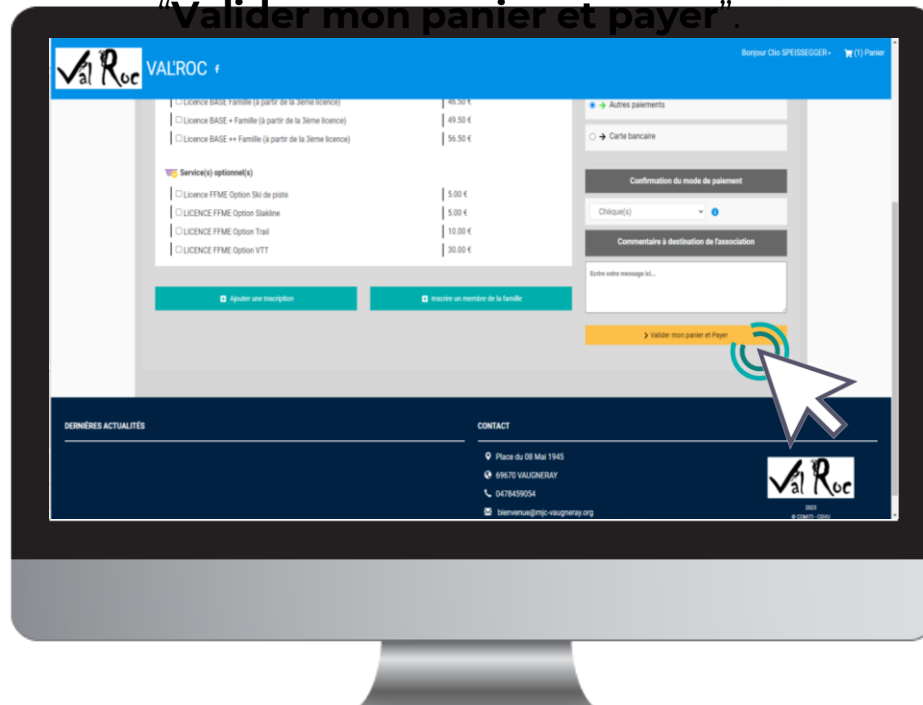 “Valider mon panier et payer”.
Val Roc
VAL'ROC f
Bonjour Clio SPEISSEGGER
(1) Panier
Licence BASE Famille (à partir de la 3ème licence) 46.50 €
Licence BASE + Famille (à partir de la 3ème licence) 49.50 €
Licence BASE ++ Famille (à partir de la 3ème licence) 56.50 €
Service(s) optionnel(s)
Licence FFME Option Ski de piste 5.00 €
LICENCE FFME Option Slakline 5.00 €
LICENCE FFME Option Trail 10.00 €
LICENCE FFME Option VTT 30.00 €
Ajouter une inscription
Inscrire un membre de la famille
Autres paiements
Carte bancaire
Confirmation du mode de paiement
Chéque(s)
Commentaire à destination de l'association
Ecrire votre message ici...
Valider mon panier et Payer
DERNIÈRES ACTUALITÉS
CONTACT
Place du 08 Mai 1945
69670 VAUGNERAY
0478459054
bienvenue@mjc-vaugneray.org
Val Roc
2023
© COMITI - CGVU